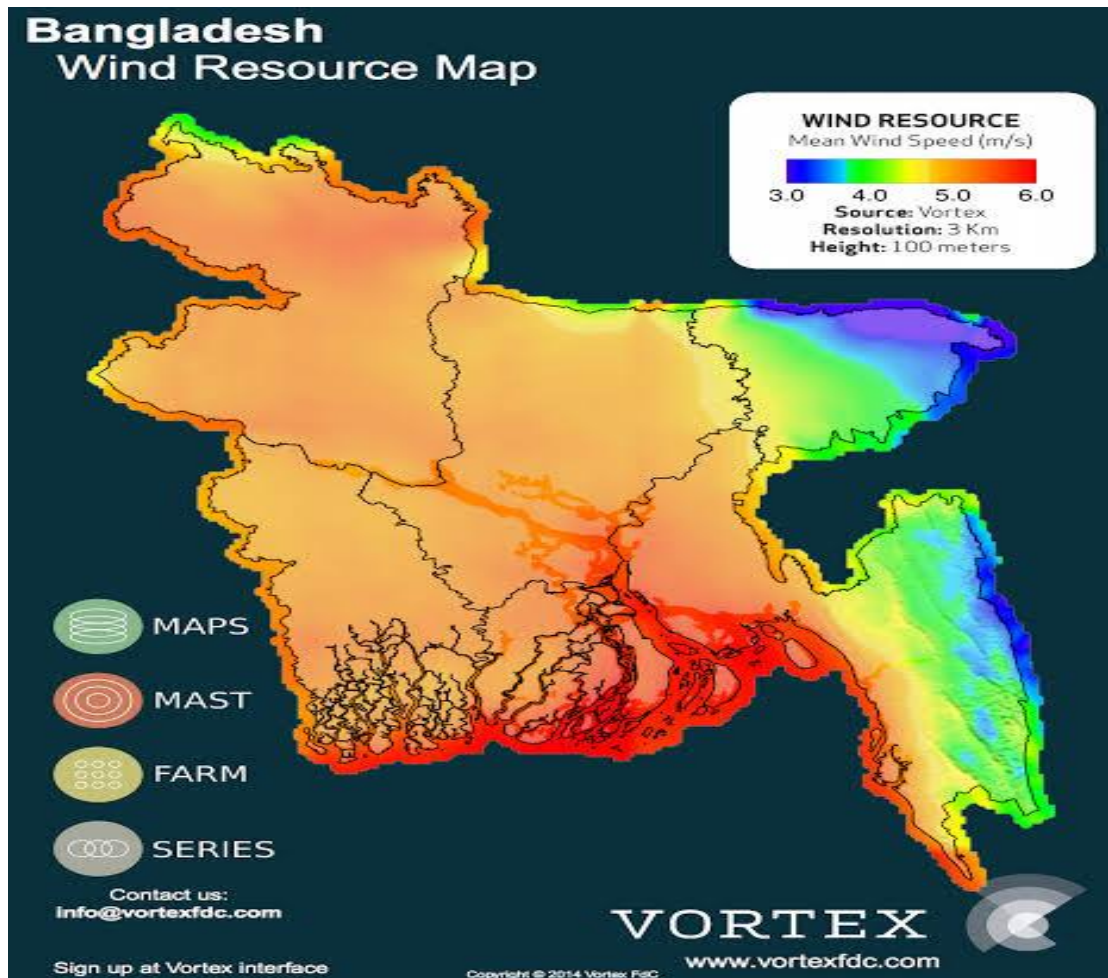 Bangladesh
Wind Resource Map
WIND RESOURCE
Mean Wind Speed (m/s)
3.0 4.0 5.0 6.0
Source: Vortex
Resolution: 3 Km
Height: 100 meters
MAPS
MAST
FARM
SERIES
Contact us:
info@vortexfdc.com
VORTEX
www.vortexfdc.com
Sign up at Vortex interface
Copyright © 2014 Vortex FdC